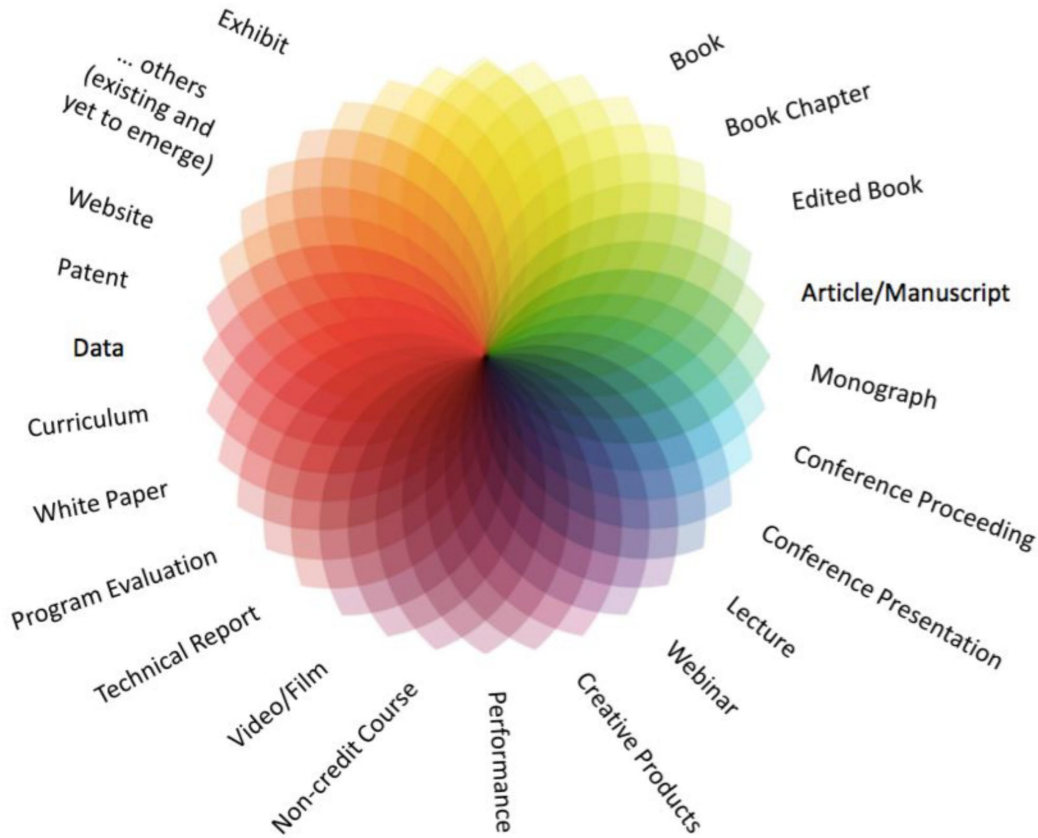 Book
Book Chapter
Edited Book
Article/Manuscript
Monograph
Conference Proceeding
Conference Presentation
Lecture
Webinar
Creative Products
Performance
Non-credit Course
Video/Film
Technical Report
Program Evaluation
White Paper
Curriculum
Data
Patent
Website
... others
(existing and
yet to emerge)
Exhibit